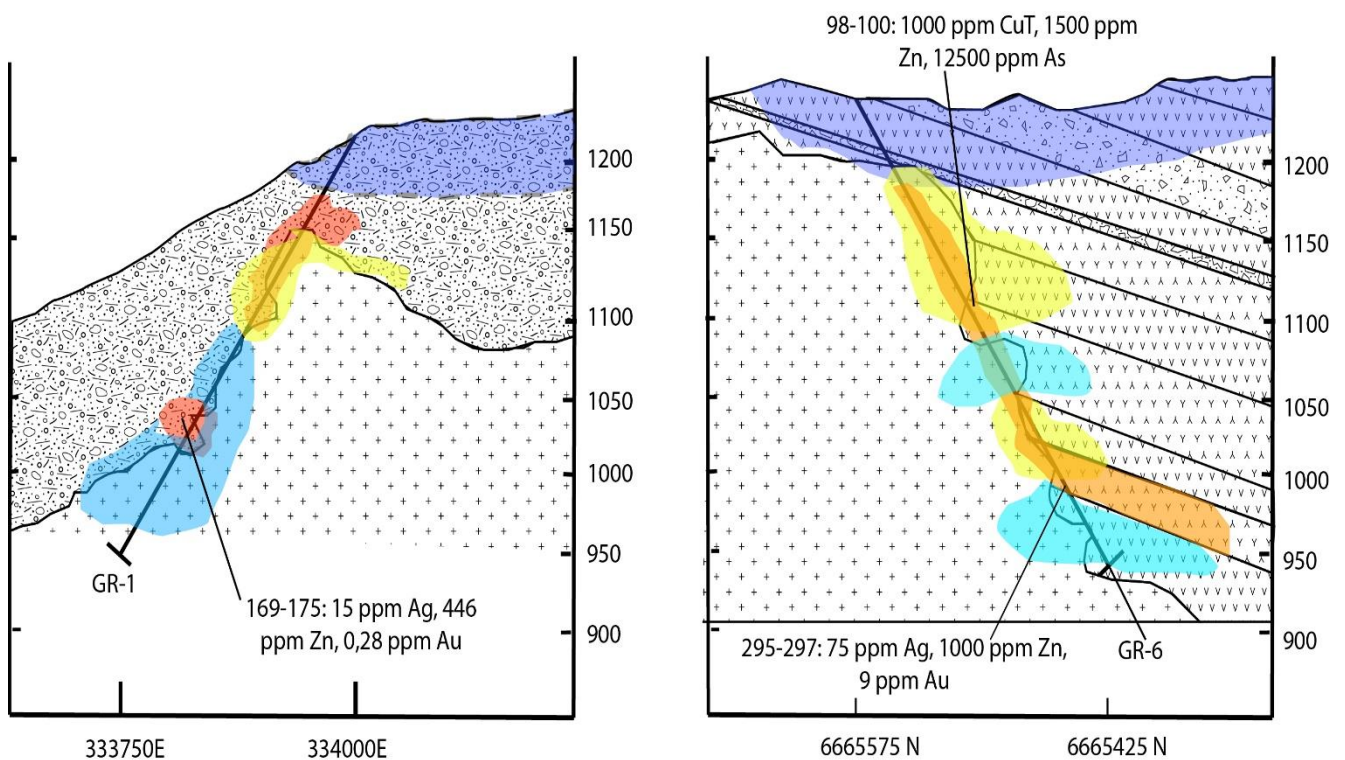 98-100: 1000 ppm CuT, 1500 ppm
Zn, 12500 ppm As
1200
1150
1100
1050
1000
950
900
GR-1
169-175: 15 ppm Ag, 446
ppm Zn, 0,28 ppm Au
333750E
334000E
1200
1150
1100
1050
1000
950
900
295-297: 75 ppm Ag, 1000 ppm Zn,
9 ppm Au
GR-6
6665575 N
6665425 N